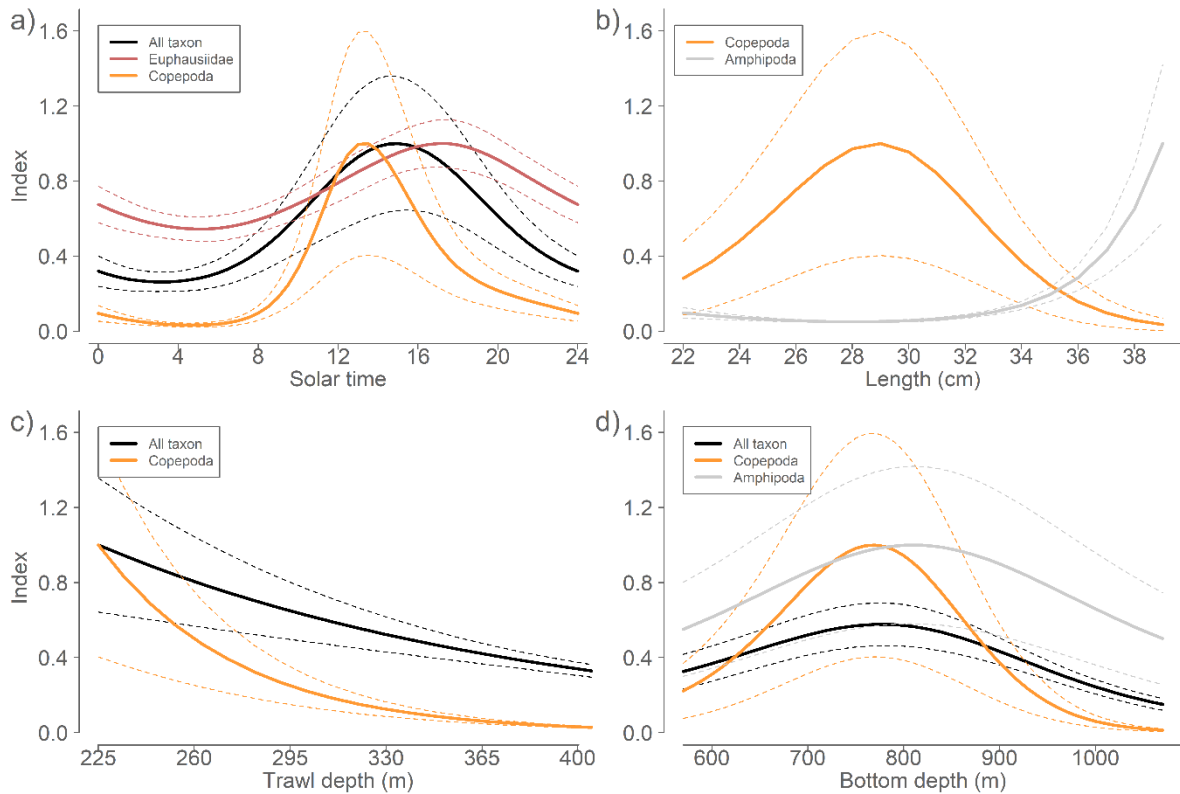 a)
All taxon
Euphausiidae
Copepoda
Index
1.6
1.2
0.8
0.4
0.0
0 4 8 12 16 20 24
Solar time
b)
Copepoda
Amphipoda
1.6
1.2
0.8
0.4
0.0
22 24 26 28 30 32 34 36 38
Length (cm)
c)
All taxon
Copepoda
Index
1.6
1.2
0.8
0.4
0.0
225 260 295 330 365 400
Trawl depth (m)
d)
All taxon
Copepoda
Amphipoda
1.6
1.2
0.8
0.4
0.0
600 700 800 900 1000
Bottom depth (m)